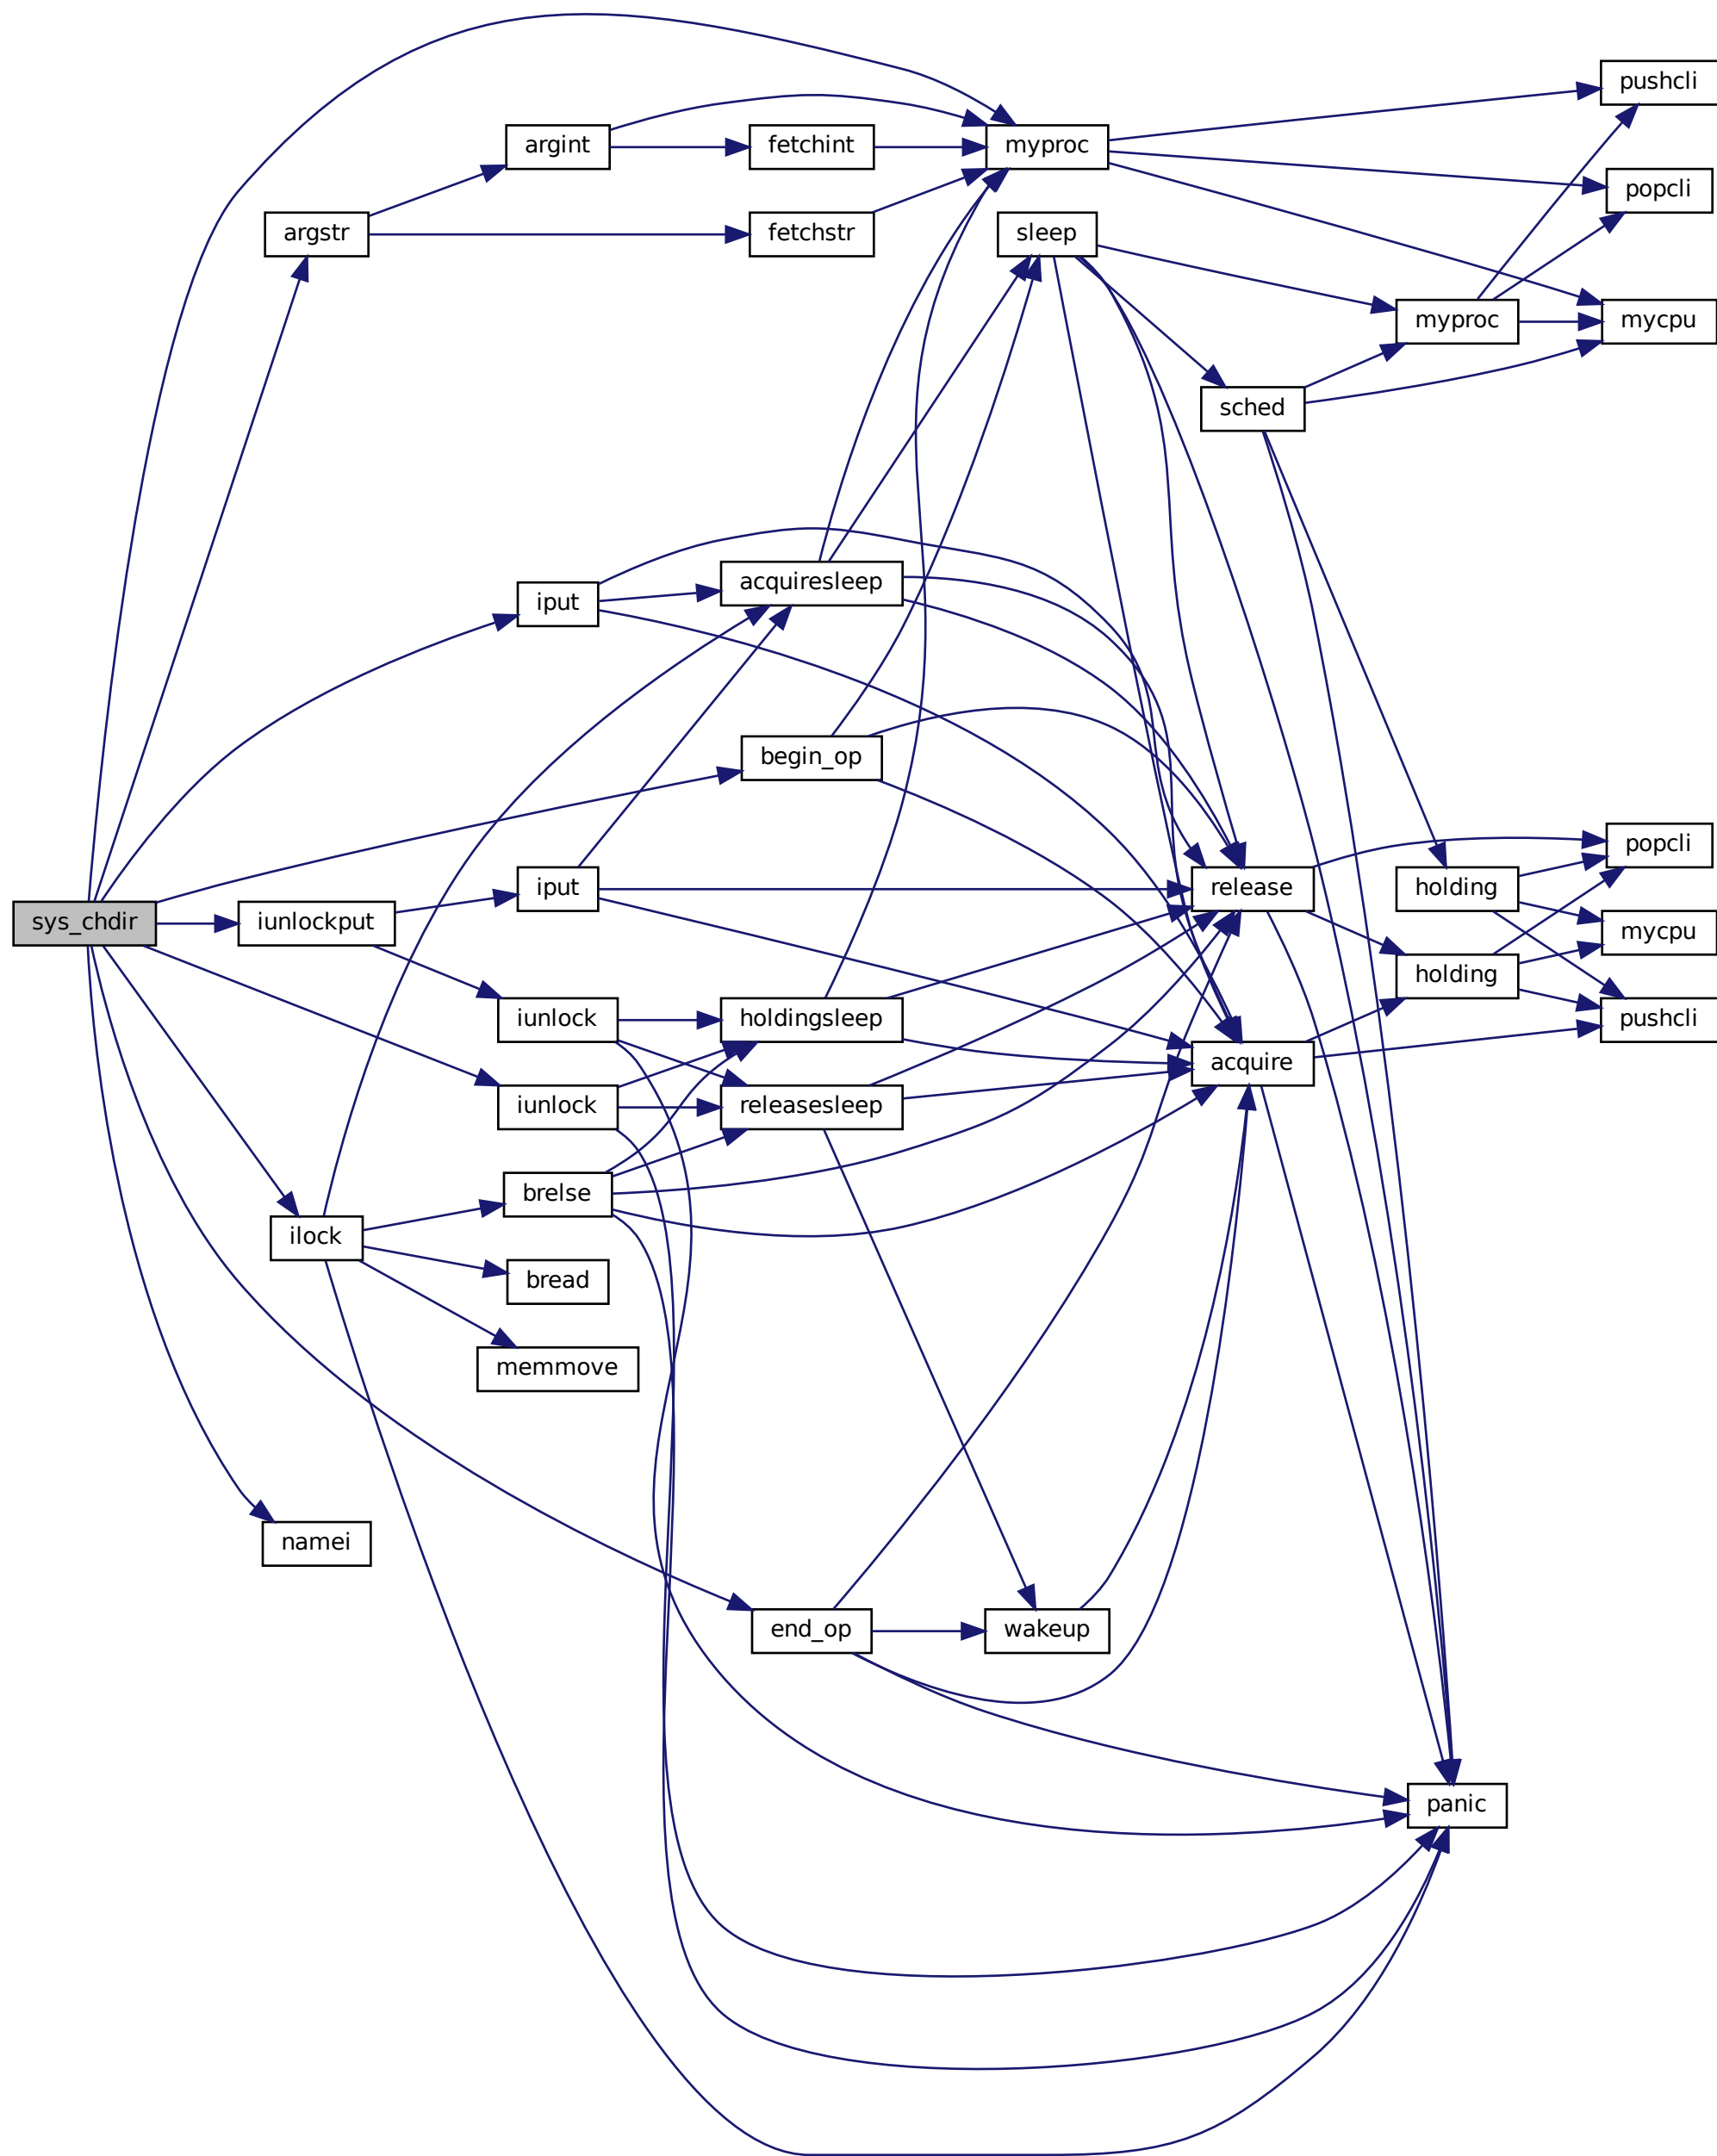 pushcli
argint
fetchint
myproc
popcli
argstr
fetchstr
sleep
myproc
mycpu
sched
iput
acquiresleep
begin_op
popcli
iput
release
holding
sys_chdir
iunlockput
mycpu
holding
iunlock
holdingsleep
pushcli
acquire
iunlock
releasesleep
brelse
ilock
bread
memmove
namei
end_op
wakeup
panic